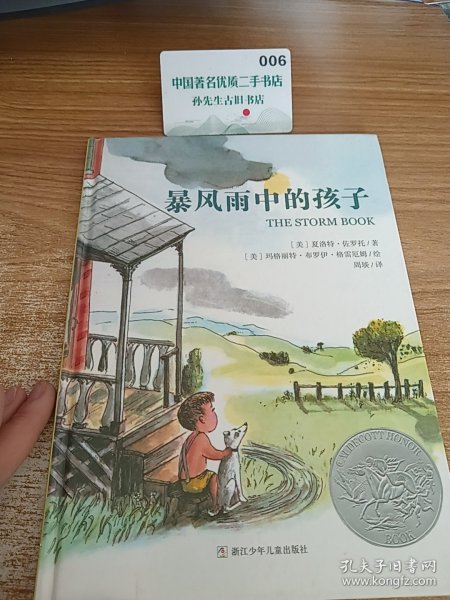 006
中国著名优质二手书店
孙先生古旧书店
暴风雨中的孩子
THE STORM BOOK
[美] 夏洛特·佐罗托/著
[美] 玛格丽特·布罗伊·格雷厄姆/绘
周瑛/译
CALDECOTT HONOR
BOOK
浙江少年儿童出版社
孔夫子旧书网
www.kongfz.com